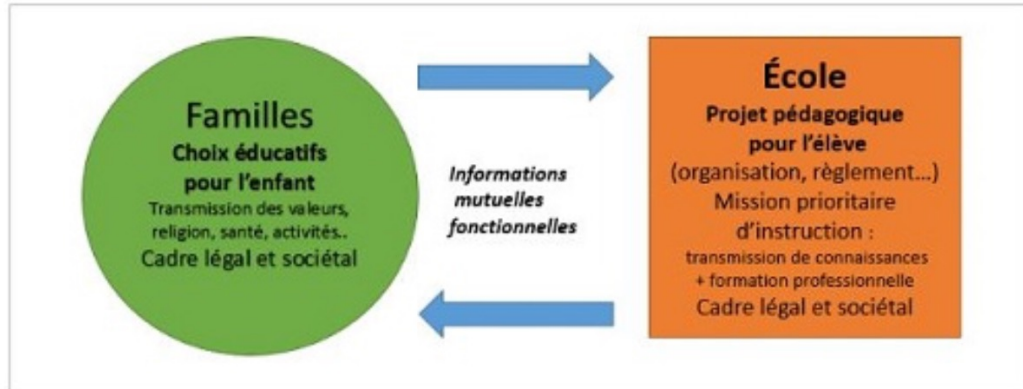 Familles
Choix éducatifs
pour l'enfant
Transmission des valeurs,
religion, santé, activités..
Cadre légal et sociétal
Informations
mutuelles
fonctionnelles
École
Projet pédagogique
pour l'élève
(organisation, règlement...)
Mission prioritaire
d'instruction :
transmission de connaissances
+ formation professionnelle
Cadre légal et sociétal